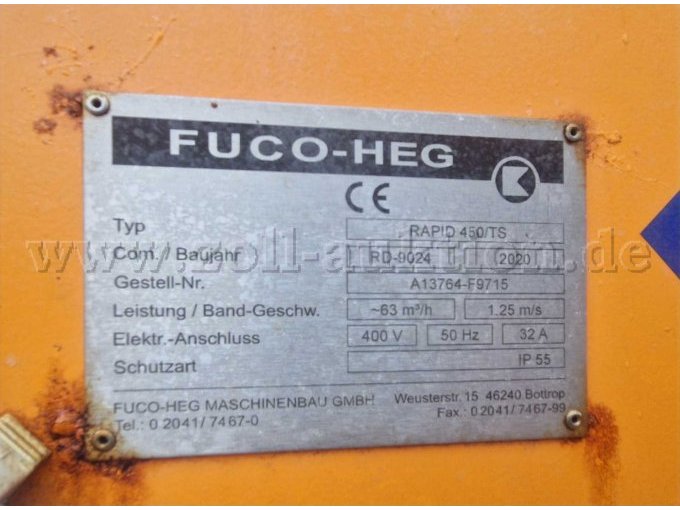 FUCO-HEG
CE
Typ RAPID 450/TS
Com. / Baujahr RD-9024 2020
Gestell-Nr. A13764-F9715
Leistung / Band-Geschw. ~63 m³/h 1.25 m/s
Elektr.-Anschluss 400 V 50 Hz 32 A
Schutzart IP 55
FUCO-HEG MASCHINENBAU GMBH Weusterstr. 15 46240 Bottrop
Tel.: 0 2041/ 7467-0 Fax.: 0 2041/ 7467-99
www.zoll-auktion.de